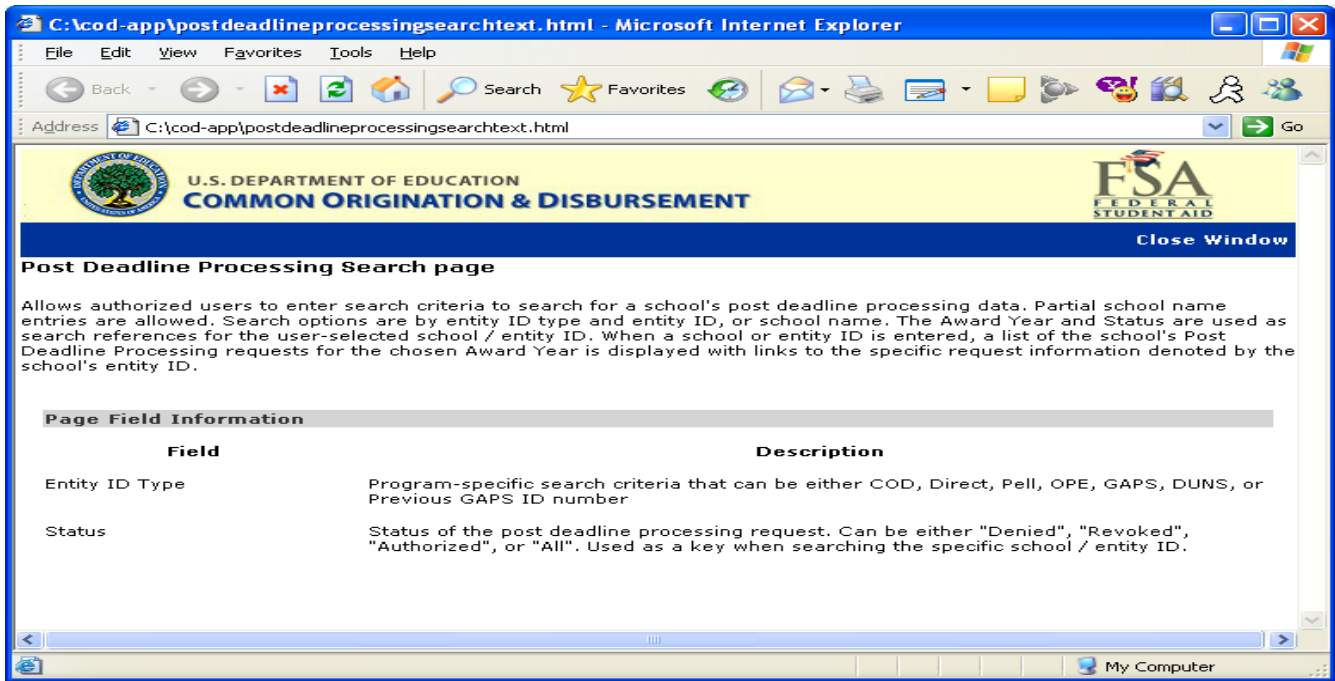 C:\cod-app\postdeadlineprocessingsearchtext.html - Microsoft Internet Explorer
File Edit View Favorites Tools Help
Back Search Favorites
Address C:\cod-app\postdeadlineprocessingsearchtext.html Go
U.S. DEPARTMENT OF EDUCATION
COMMON ORIGINATION & DISBURSEMENT
FSA
FEDERAL
STUDENT AID
Close Window
Post Deadline Processing Search page
Allows authorized users to enter search criteria to search for a school's post deadline processing data. Partial school name
entries are allowed. Search options are by entity ID type and entity ID, or school name. The Award Year and Status are used as
search references for the user-selected school / entity ID. When a school or entity ID is entered, a list of the school's Post
Deadline Processing requests for the chosen Award Year is displayed with links to the specific request information denoted by the
school's entity ID.
Page Field Information
Field Description
Entity ID Type Program-specific search criteria that can be either COD, Direct, Pell, OPE, GAPS, DUNS, or
Previous GAPS ID number
Status Status of the post deadline processing request. Can be either "Denied", "Revoked",
"Authorized", or "All". Used as a key when searching the specific school / entity ID.
My Computer